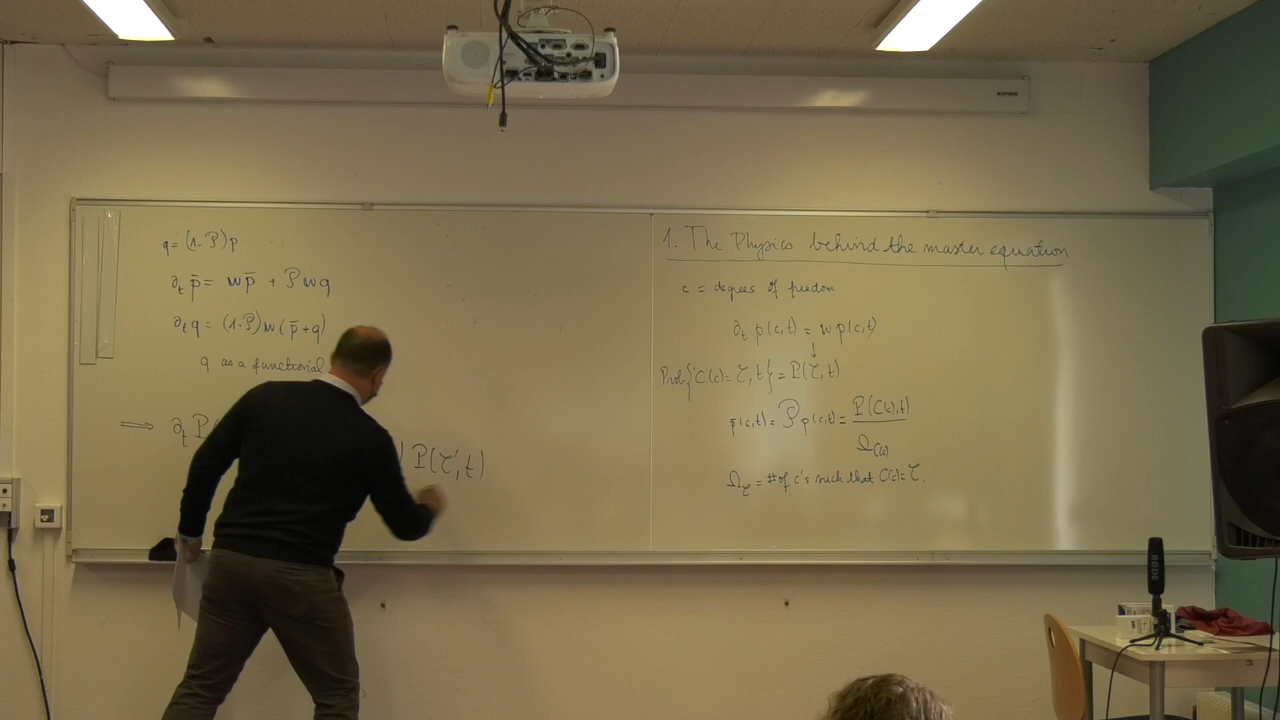 q = (1-𝒫)p
∂ₜ p̄ = w p̄ + 𝒫 w q
∂ₜ q = (1-𝒫) w (p̄ + q)
q as a functional
⟹ ∂ₜ P(
) P(𝒞', t)
1. The Physics behind the master equation
c = degrees of freedom
∂ₜ p(c,t) = w p(c,t)
↓
Prob{C(c) = 𝒞, t} = P(𝒞, t)
p̄(c,t) = 𝒫 p(c,t) = P(C(c), t) / Ω_C(c)
Ω_𝒞 = # of c's such that C(c) = 𝒞.
RØDE